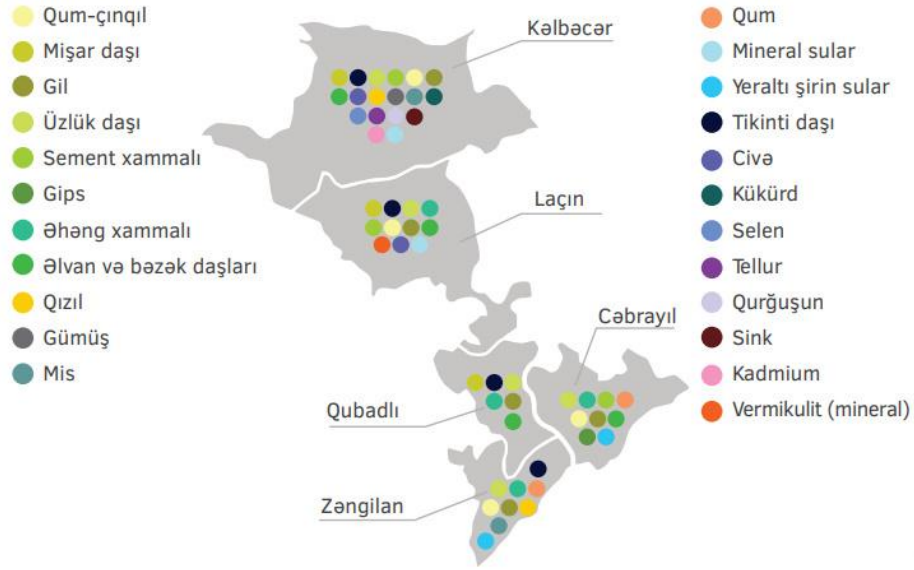 Qum-çınqıl
Mişar daşı
Gil
Üzlük daşı
Sement xammalı
Gips
Əhəng xammalı
Əlvan və bəzək daşları
Qızıl
Gümüş
Mis
Kəlbəcər
Laçın
Cəbrayıl
Qubadlı
Zəngilan
Qum
Mineral sular
Yeraltı şirin sular
Tikinti daşı
Civə
Kükürd
Selen
Tellur
Qurğuşun
Sink
Kadmium
Vermikulit (mineral)